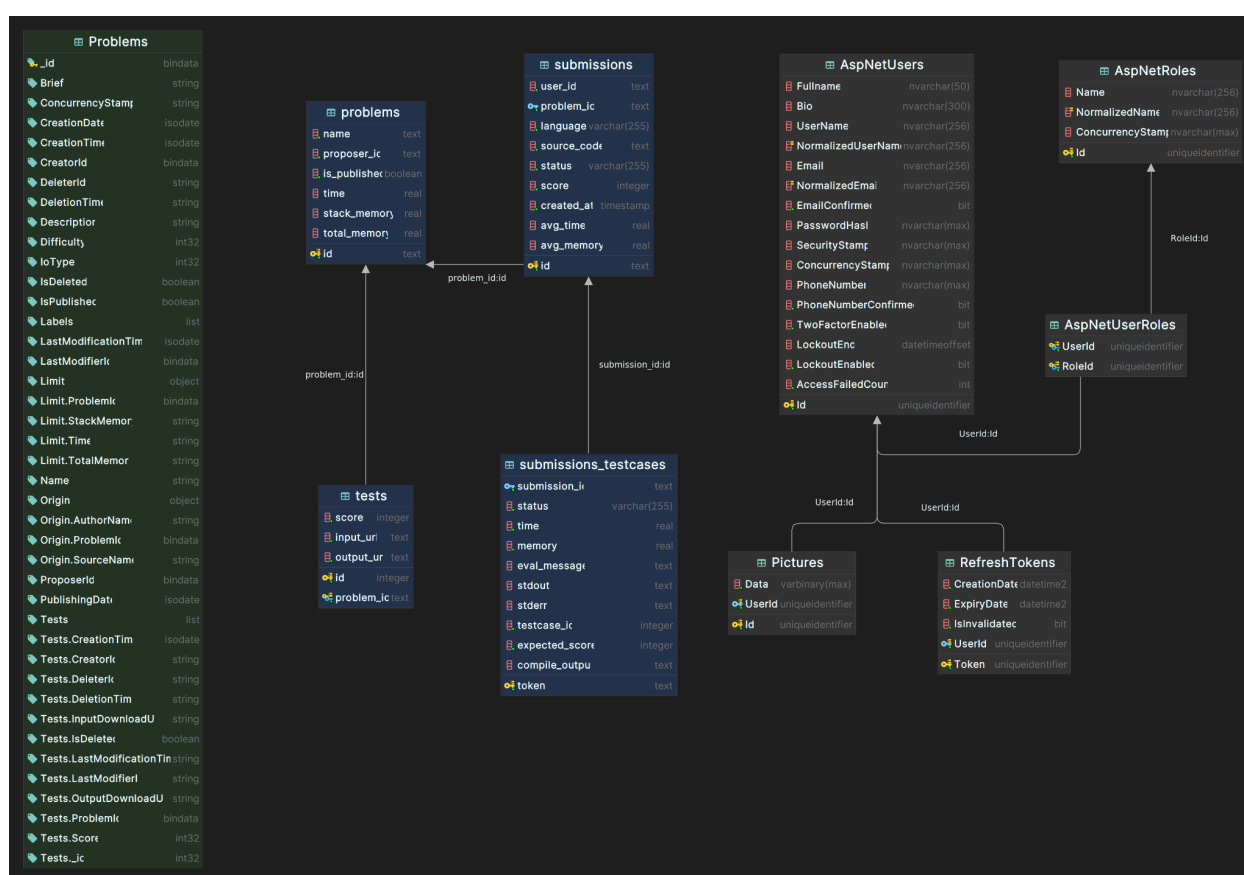 Problems
_id bindata
Brief string
ConcurrencyStamp string
CreationDate isodate
CreationTime isodate
CreatorId bindata
DeleterId string
DeletionTime string
Description string
Difficulty int32
IoType int32
IsDeleted boolean
IsPublished boolean
Labels list
LastModificationTim isodate
LastModifierId bindata
Limit object
Limit.ProblemId bindata
Limit.StackMemory string
Limit.Time string
Limit.TotalMemor string
Name string
Origin object
Origin.AuthorName string
Origin.ProblemId bindata
Origin.SourceName string
ProposerId bindata
PublishingDate isodate
Tests list
Tests.CreationTim isodate
Tests.CreatorId string
Tests.DeleterId string
Tests.DeletionTim string
Tests.InputDownloadU string
Tests.IsDeleted boolean
Tests.LastModificationTim string
Tests.LastModifierI string
Tests.OutputDownloadU string
Tests.ProblemId bindata
Tests.Score int32
Tests._id int32
problems
name text
proposer_id text
is_published boolean
time real
stack_memory real
total_memory real
id text
problem_id:id
tests
score integer
input_url text
output_ur text
id integer
problem_id text
submissions
user_id text
problem_id text
language varchar(255)
source_code text
status varchar(255)
score integer
created_at timestamp
avg_time real
avg_memory real
id text
problem_id:id
submission_id:id
submissions_testcases
submission_id text
status varchar(255)
time real
memory real
eval_message text
stdout text
stderr text
testcase_id integer
expected_score integer
compile_outpu text
token text
AspNetUsers
Fullname nvarchar(50)
Bio nvarchar(300)
UserName nvarchar(256)
NormalizedUserName nvarchar(256)
Email nvarchar(256)
NormalizedEmai nvarchar(256)
EmailConfirmed bit
PasswordHash nvarchar(max)
SecurityStamp nvarchar(max)
ConcurrencyStamp nvarchar(max)
PhoneNumber nvarchar(max)
PhoneNumberConfirmed bit
TwoFactorEnabled bit
LockoutEnd datetimeoffset
LockoutEnabled bit
AccessFailedCoun int
Id uniqueidentifier
AspNetRoles
Name nvarchar(256)
NormalizedName nvarchar(256)
ConcurrencyStamp nvarchar(max)
Id uniqueidentifier
RoleId:Id
AspNetUserRoles
UserId uniqueidentifier
RoleId uniqueidentifier
UserId:Id
UserId:Id
UserId:Id
Pictures
Data varbinary(max)
UserId uniqueidentifier
Id uniqueidentifier
RefreshTokens
CreationDate datetime2
ExpiryDate datetime2
IsInvalidated bit
UserId uniqueidentifier
Token uniqueidentifier